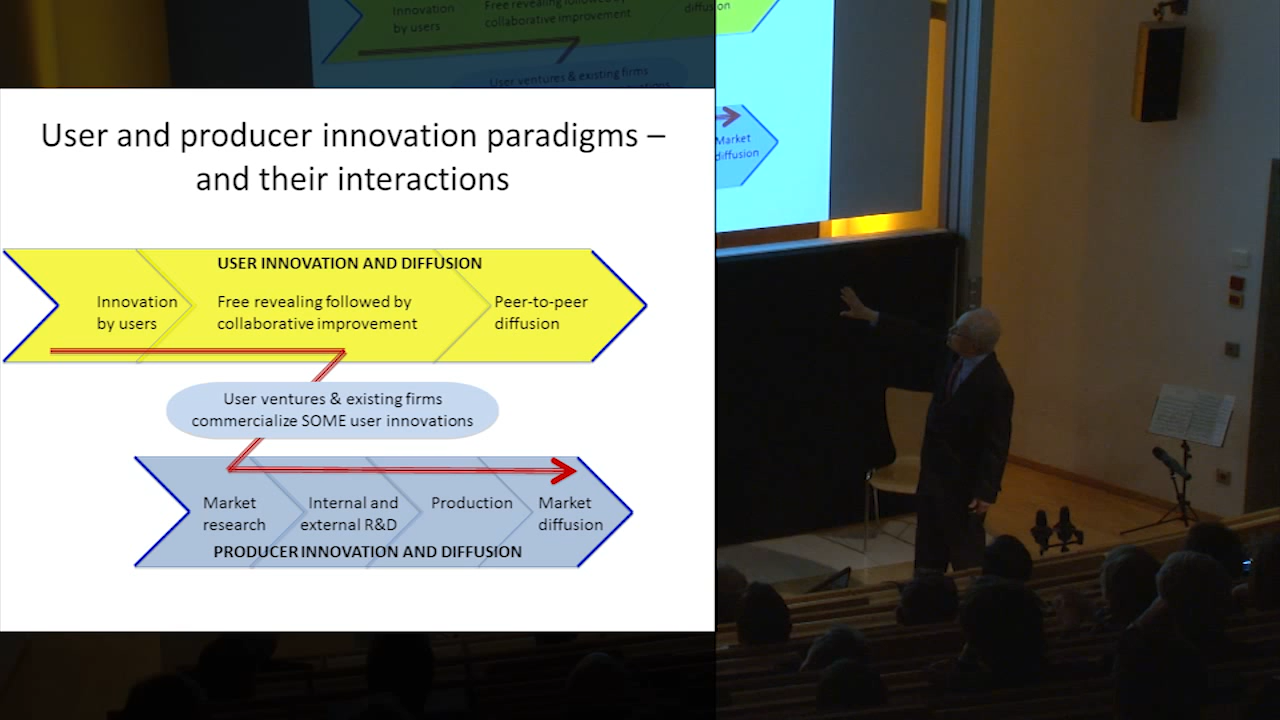 Innovation
by users
Free revealing followed by
collaborative improvement
diffusion
User ventures & existing firms
Market
diffusion
User and producer innovation paradigms –
and their interactions
USER INNOVATION AND DIFFUSION
Innovation
by users
Free revealing followed by
collaborative improvement
Peer-to-peer
diffusion
User ventures & existing firms
commercialize SOME user innovations
Market
research
Internal and
external R&D
Production
Market
diffusion
PRODUCER INNOVATION AND DIFFUSION